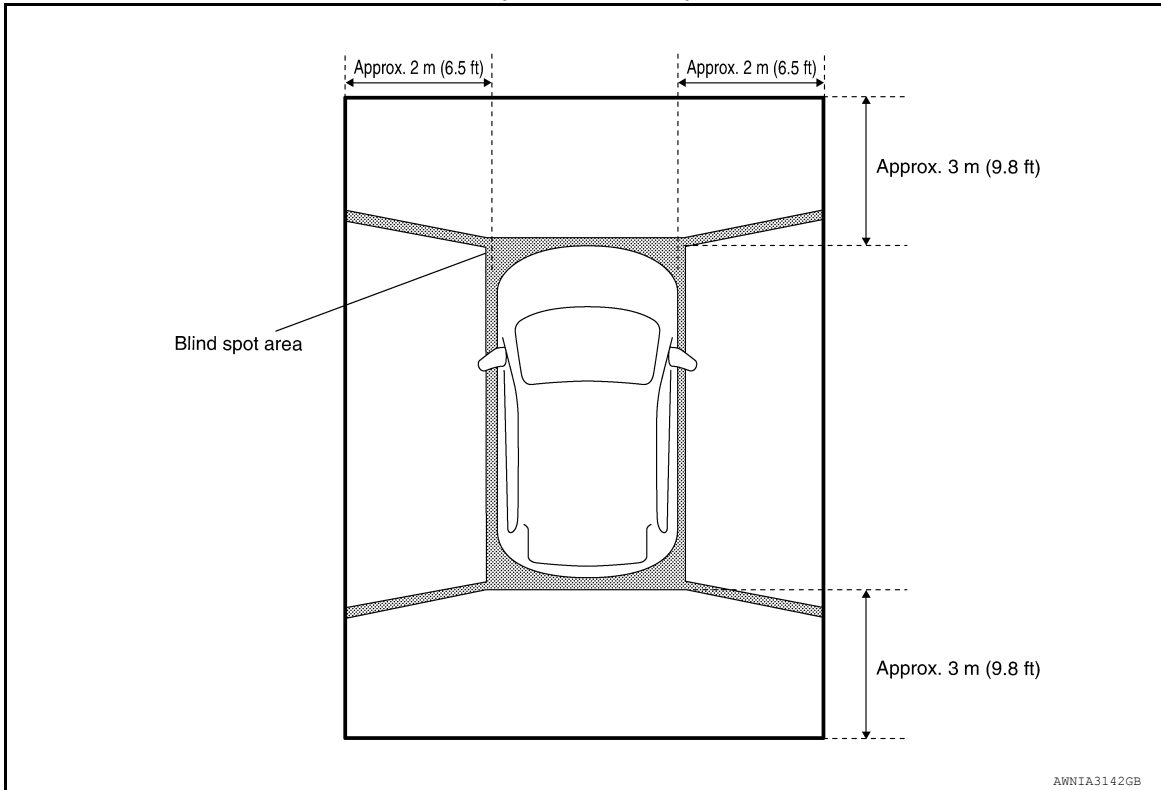 Approx. 2 m (6.5 ft)
Approx. 2 m (6.5 ft)
Approx. 3 m (9.8 ft)
Blind spot area
Approx. 3 m (9.8 ft)
AWNIA3142GB